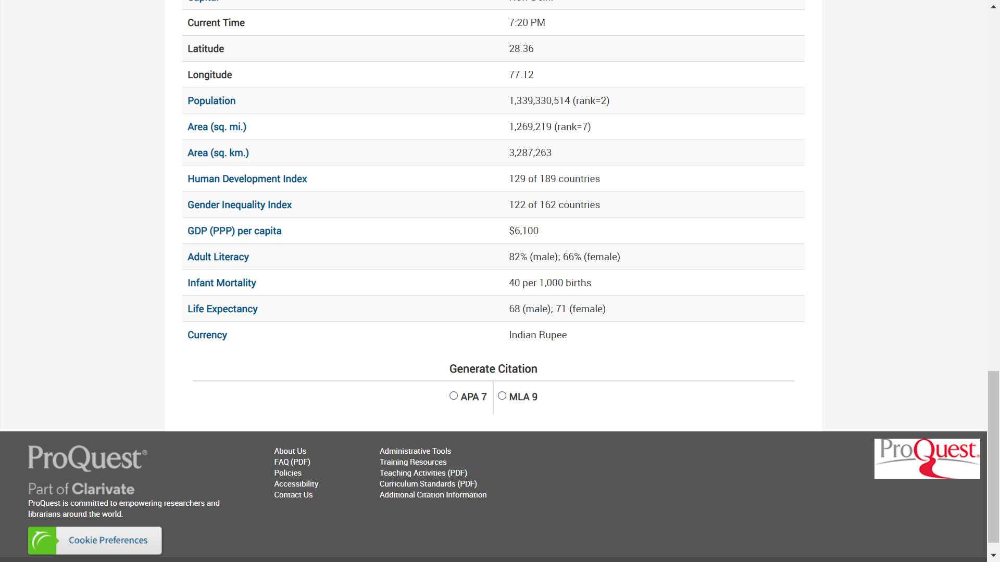 Capital New Delhi
Current Time 7:20 PM
Latitude 28.36
Longitude 77.12
Population 1,339,330,514 (rank=2)
Area (sq. mi.) 1,269,219 (rank=7)
Area (sq. km.) 3,287,263
Human Development Index 129 of 189 countries
Gender Inequality Index 122 of 162 countries
GDP (PPP) per capita $6,100
Adult Literacy 82% (male); 66% (female)
Infant Mortality 40 per 1,000 births
Life Expectancy 68 (male); 71 (female)
Currency Indian Rupee
Generate Citation
APA 7 MLA 9
ProQuest®
Part of Clarivate
ProQuest is committed to empowering researchers and
librarians around the world.
Cookie Preferences
About Us
FAQ (PDF)
Policies
Accessibility
Contact Us
Administrative Tools
Training Resources
Teaching Activities (PDF)
Curriculum Standards (PDF)
Additional Citation Information
ProQuest®